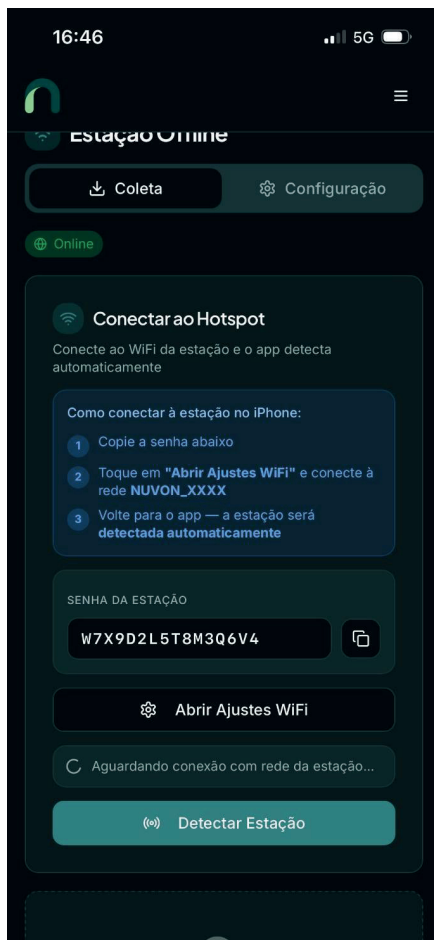 16:46
5G
Estação Offline
Coleta
Configuração
Online
Conectar ao Hotspot
Conecte ao WiFi da estação e o app detecta
automaticamente
Como conectar à estação no iPhone:
1 Copie a senha abaixo
2 Toque em "Abrir Ajustes WiFi" e conecte à
rede NUVON_XXXX
3 Volte para o app — a estação será
detectada automaticamente
SENHA DA ESTAÇÃO
W7X9D2L5T8M3Q6V4
Abrir Ajustes WiFi
Aguardando conexão com rede da estação...
Detectar Estação